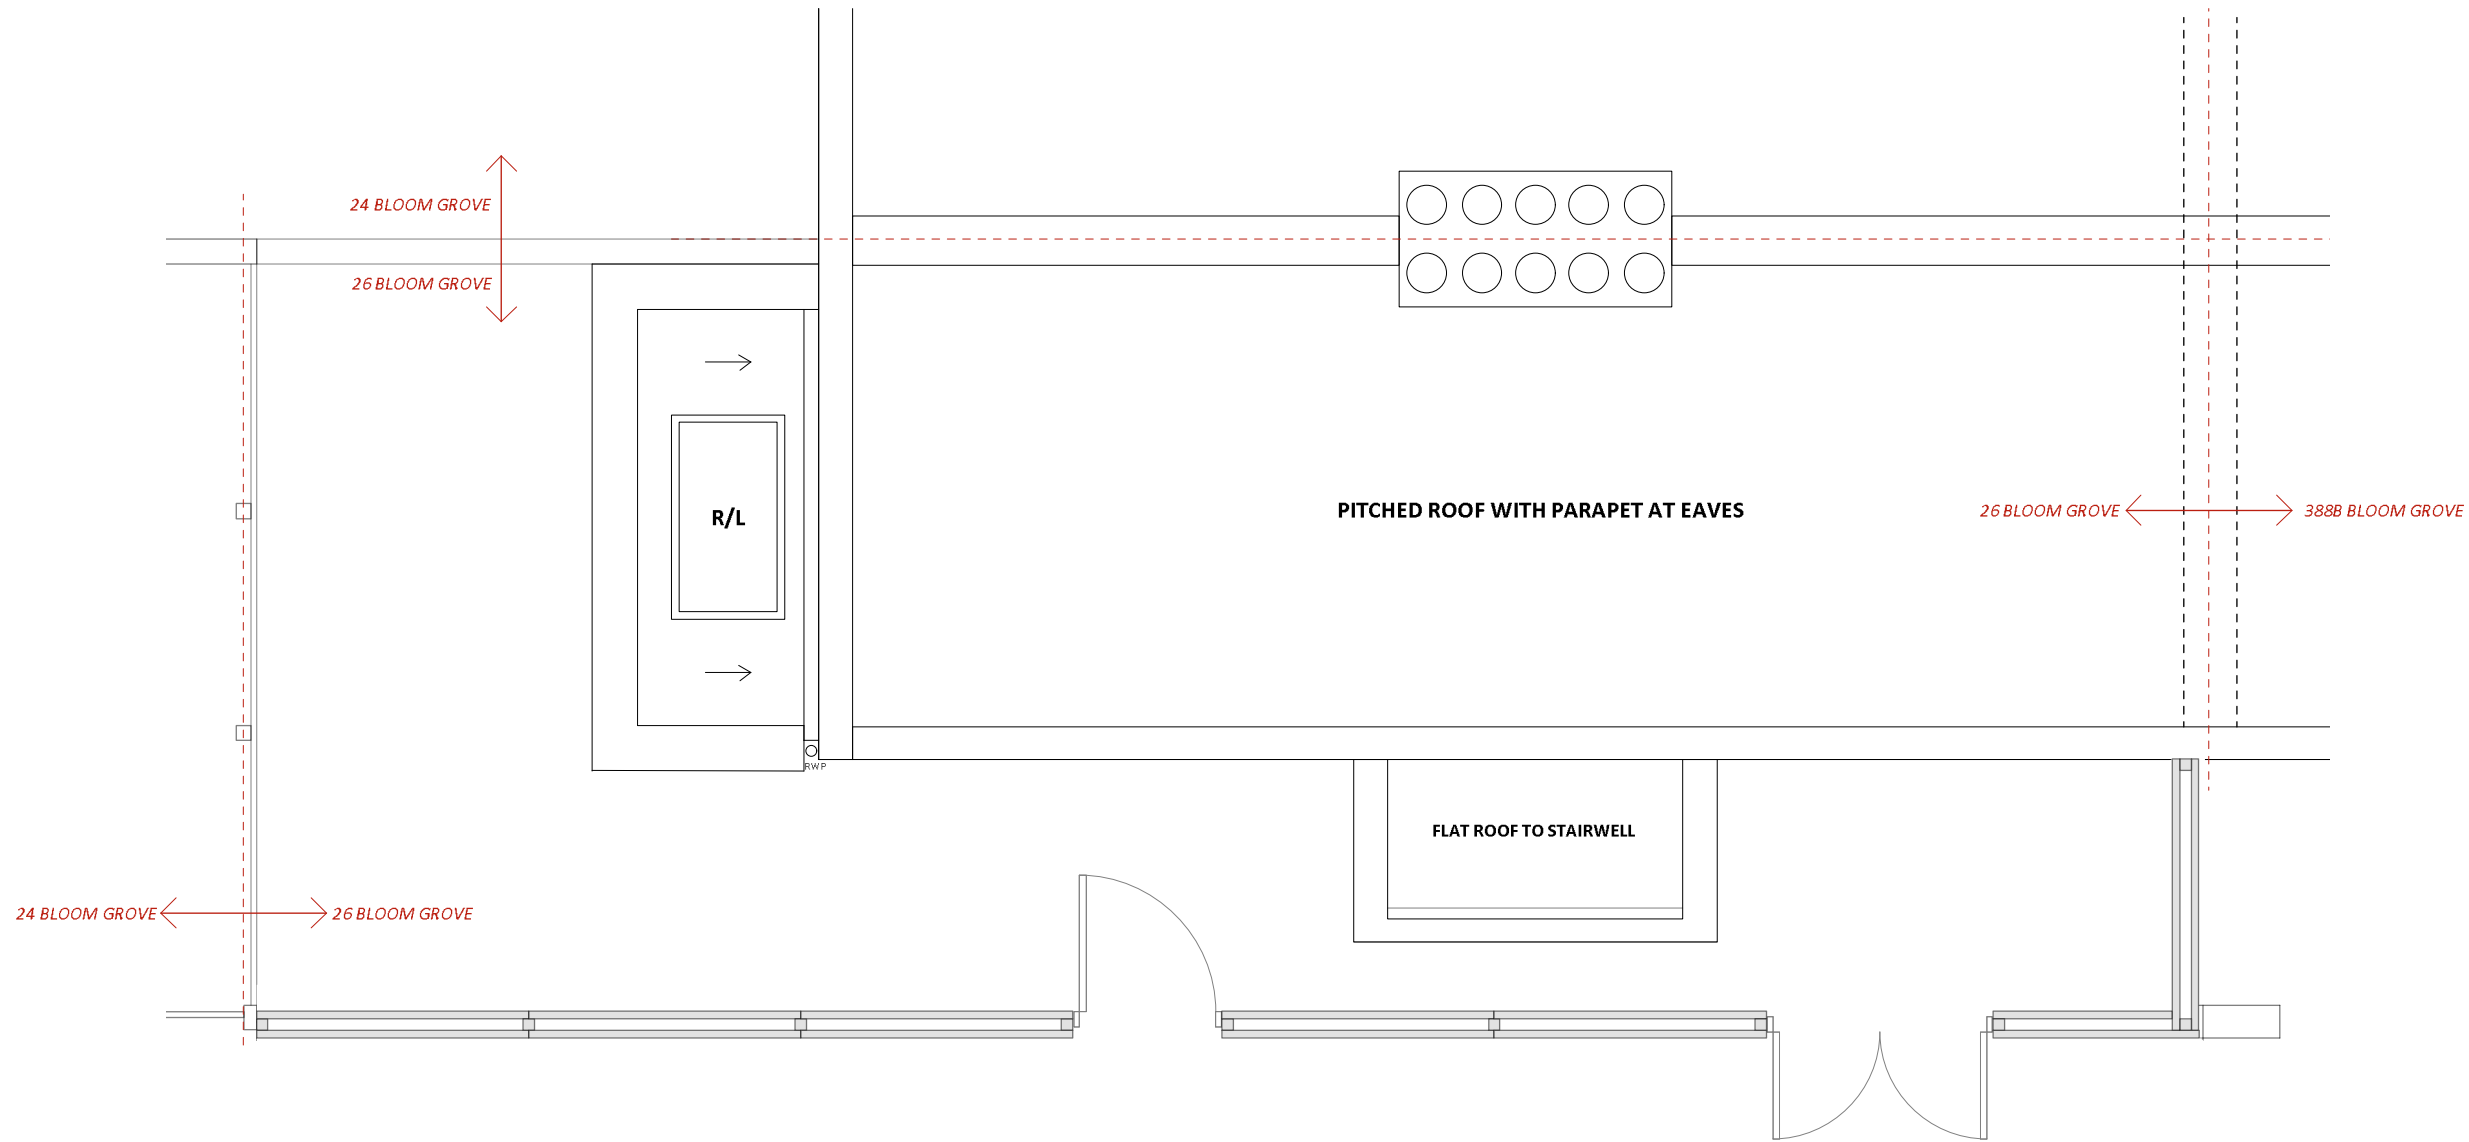 24 BLOOM GROVE
26 BLOOM GROVE
R/L
PITCHED ROOF WITH PARAPET AT EAVES
26 BLOOM GROVE
388B BLOOM GROVE
RWP
FLAT ROOF TO STAIRWELL
24 BLOOM GROVE
26 BLOOM GROVE